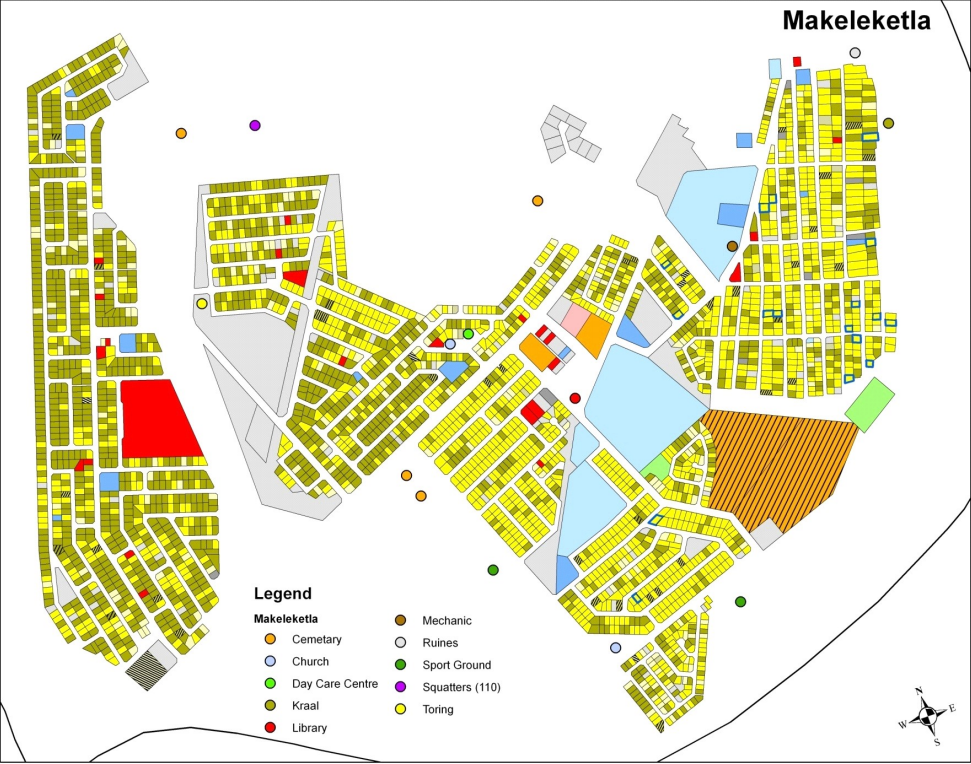 Makeleketla
Legend
Makeleketla
Cemetary
Church
Day Care Centre
Kraal
Library
Mechanic
Ruines
Sport Ground
Squatters (110)
Toring
N
W
E
S